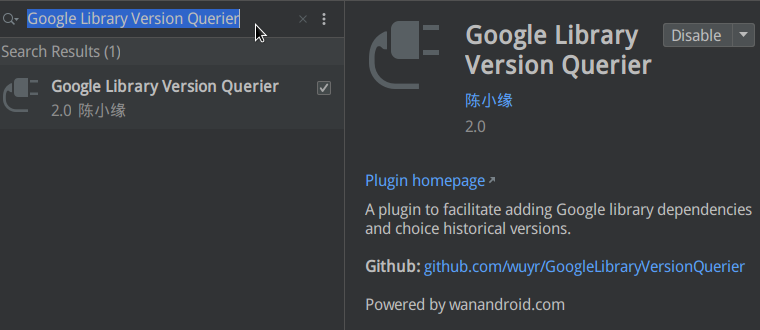 Google Library Version Querier
Search Results (1)
Google Library Version Querier
2.0 陈小缘
Google Library
Version Querier
Disable
陈小缘
2.0
Plugin homepage
A plugin to facilitate adding Google library dependencies
and choice historical versions.
Github: github.com/wuyr/GoogleLibraryVersionQuerier
Powered by wanandroid.com